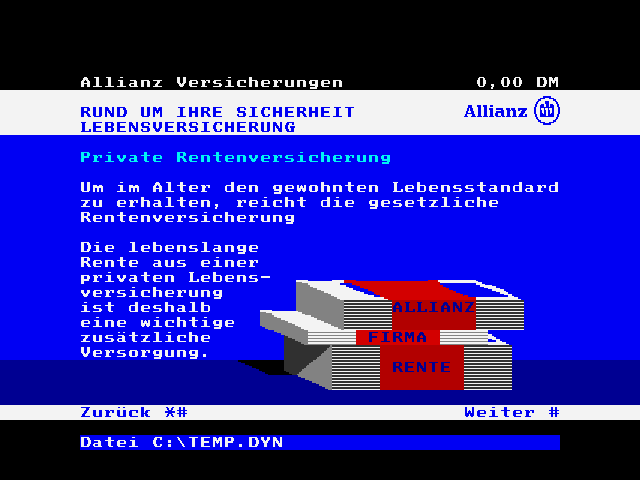 Allianz Versicherungen 0,00 DM
RUND UM IHRE SICHERHEIT Allianz
LEBENSVERSICHERUNG
Private Rentenversicherung
Um im Alter den gewohnten Lebensstandard
zu erhalten, reicht die gesetzliche
Rentenversicherung
Die lebenslange
Rente aus einer
privaten Lebens-
versicherung
ist deshalb
eine wichtige
zusätzliche
Versorgung.
ALLIANZ
FIRMA
RENTE
Zurück *# Weiter #
Datei C:\TEMP.DYN